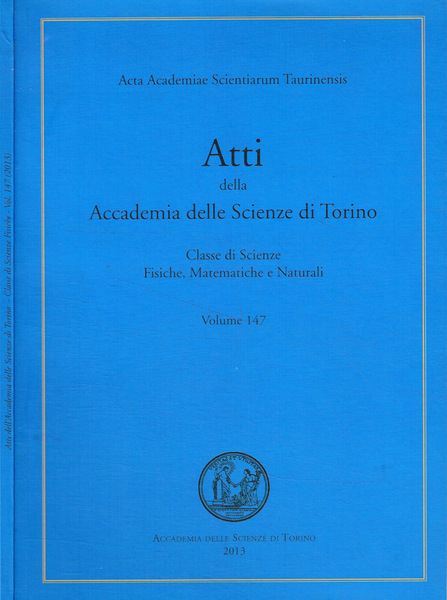 Acta Academiae Scientiarum Taurinensis
Atti
della
Accademia delle Scienze di Torino
Classe di Scienze
Fisiche, Matematiche e Naturali
Volume 147
Accademia delle Scienze di Torino
2013
Atti dell'Accademia delle Scienze di Torino - Classe di Scienze Fisiche - Vol. 147 (2013)